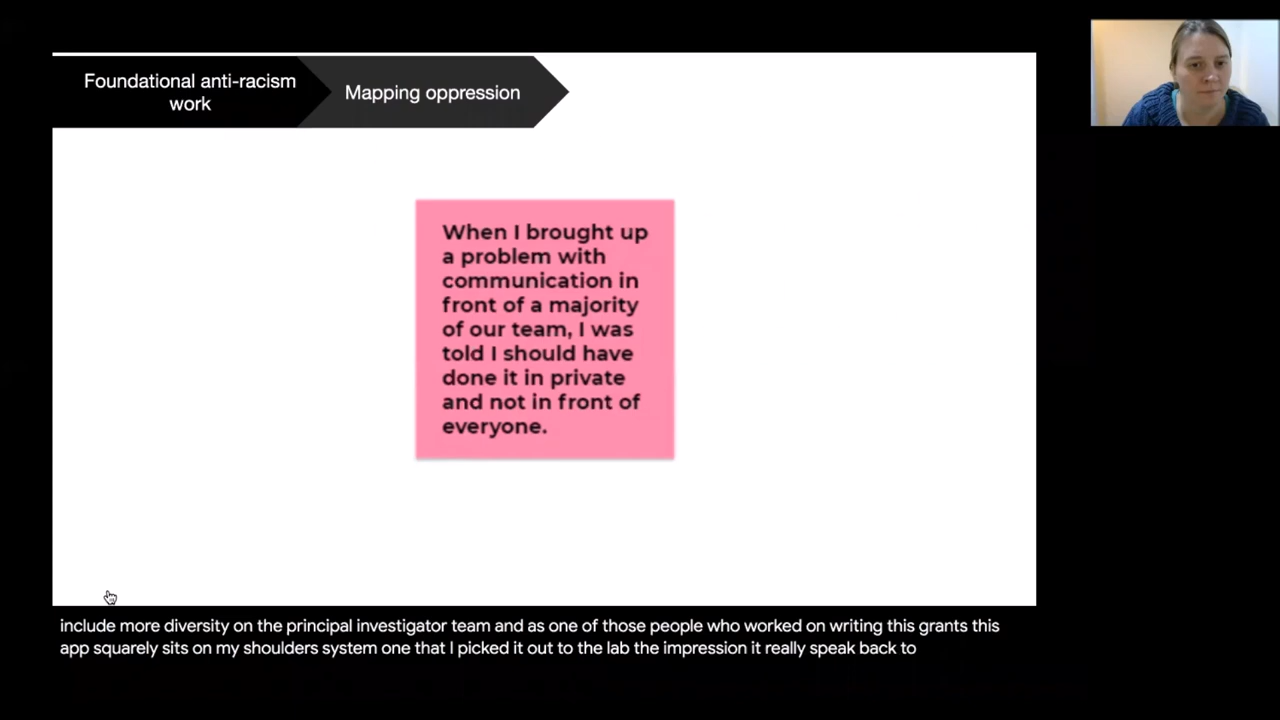 Foundational anti-racism
work
Mapping oppression
When I brought up
a problem with
communication in
front of a majority
of our team, I was
told I should have
done it in private
and not in front of
everyone.
include more diversity on the principal investigator team and as one of those people who worked on writing this grants this
app squarely sits on my shoulders system one that I picked it out to the lab the impression it really speak back to